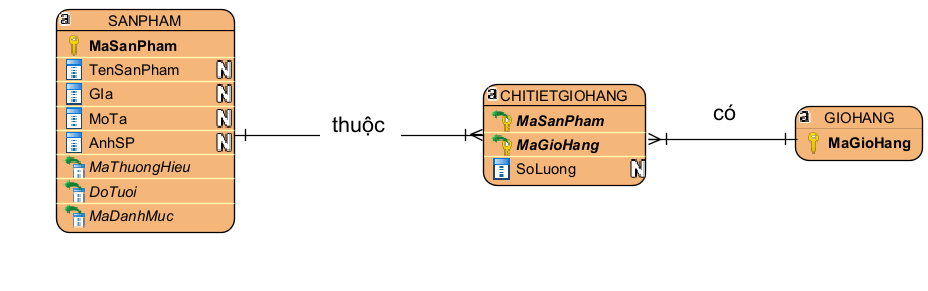 a SANPHAM
MaSanPham
TenSanPham N
GIa N
MoTa N
AnhSP N
MaThuongHieu
DoTuoi
MaDanhMuc
thuộc
a CHITIETGIOHANG
MaSanPham
MaGioHang
SoLuong N
có
a GIOHANG
MaGioHang